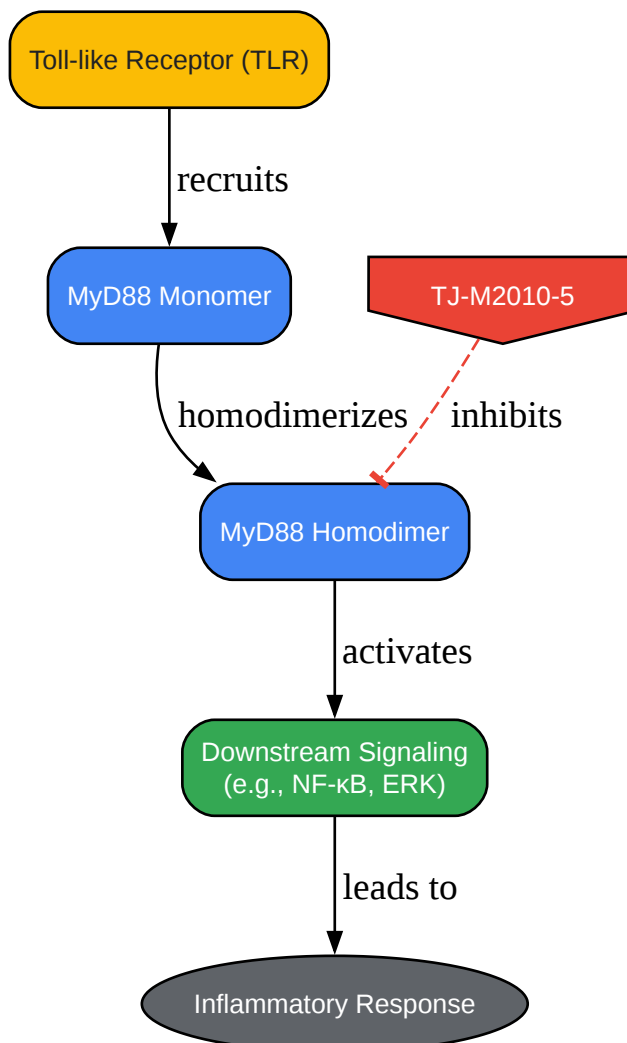 Toll-like Receptor (TLR)
recruits
MyD88 Monomer
TJ-M2010-5
homodimerizes
inhibits
MyD88 Homodimer
activates
Downstream Signaling
(e.g., NF-κB, ERK)
leads to
Inflammatory Response